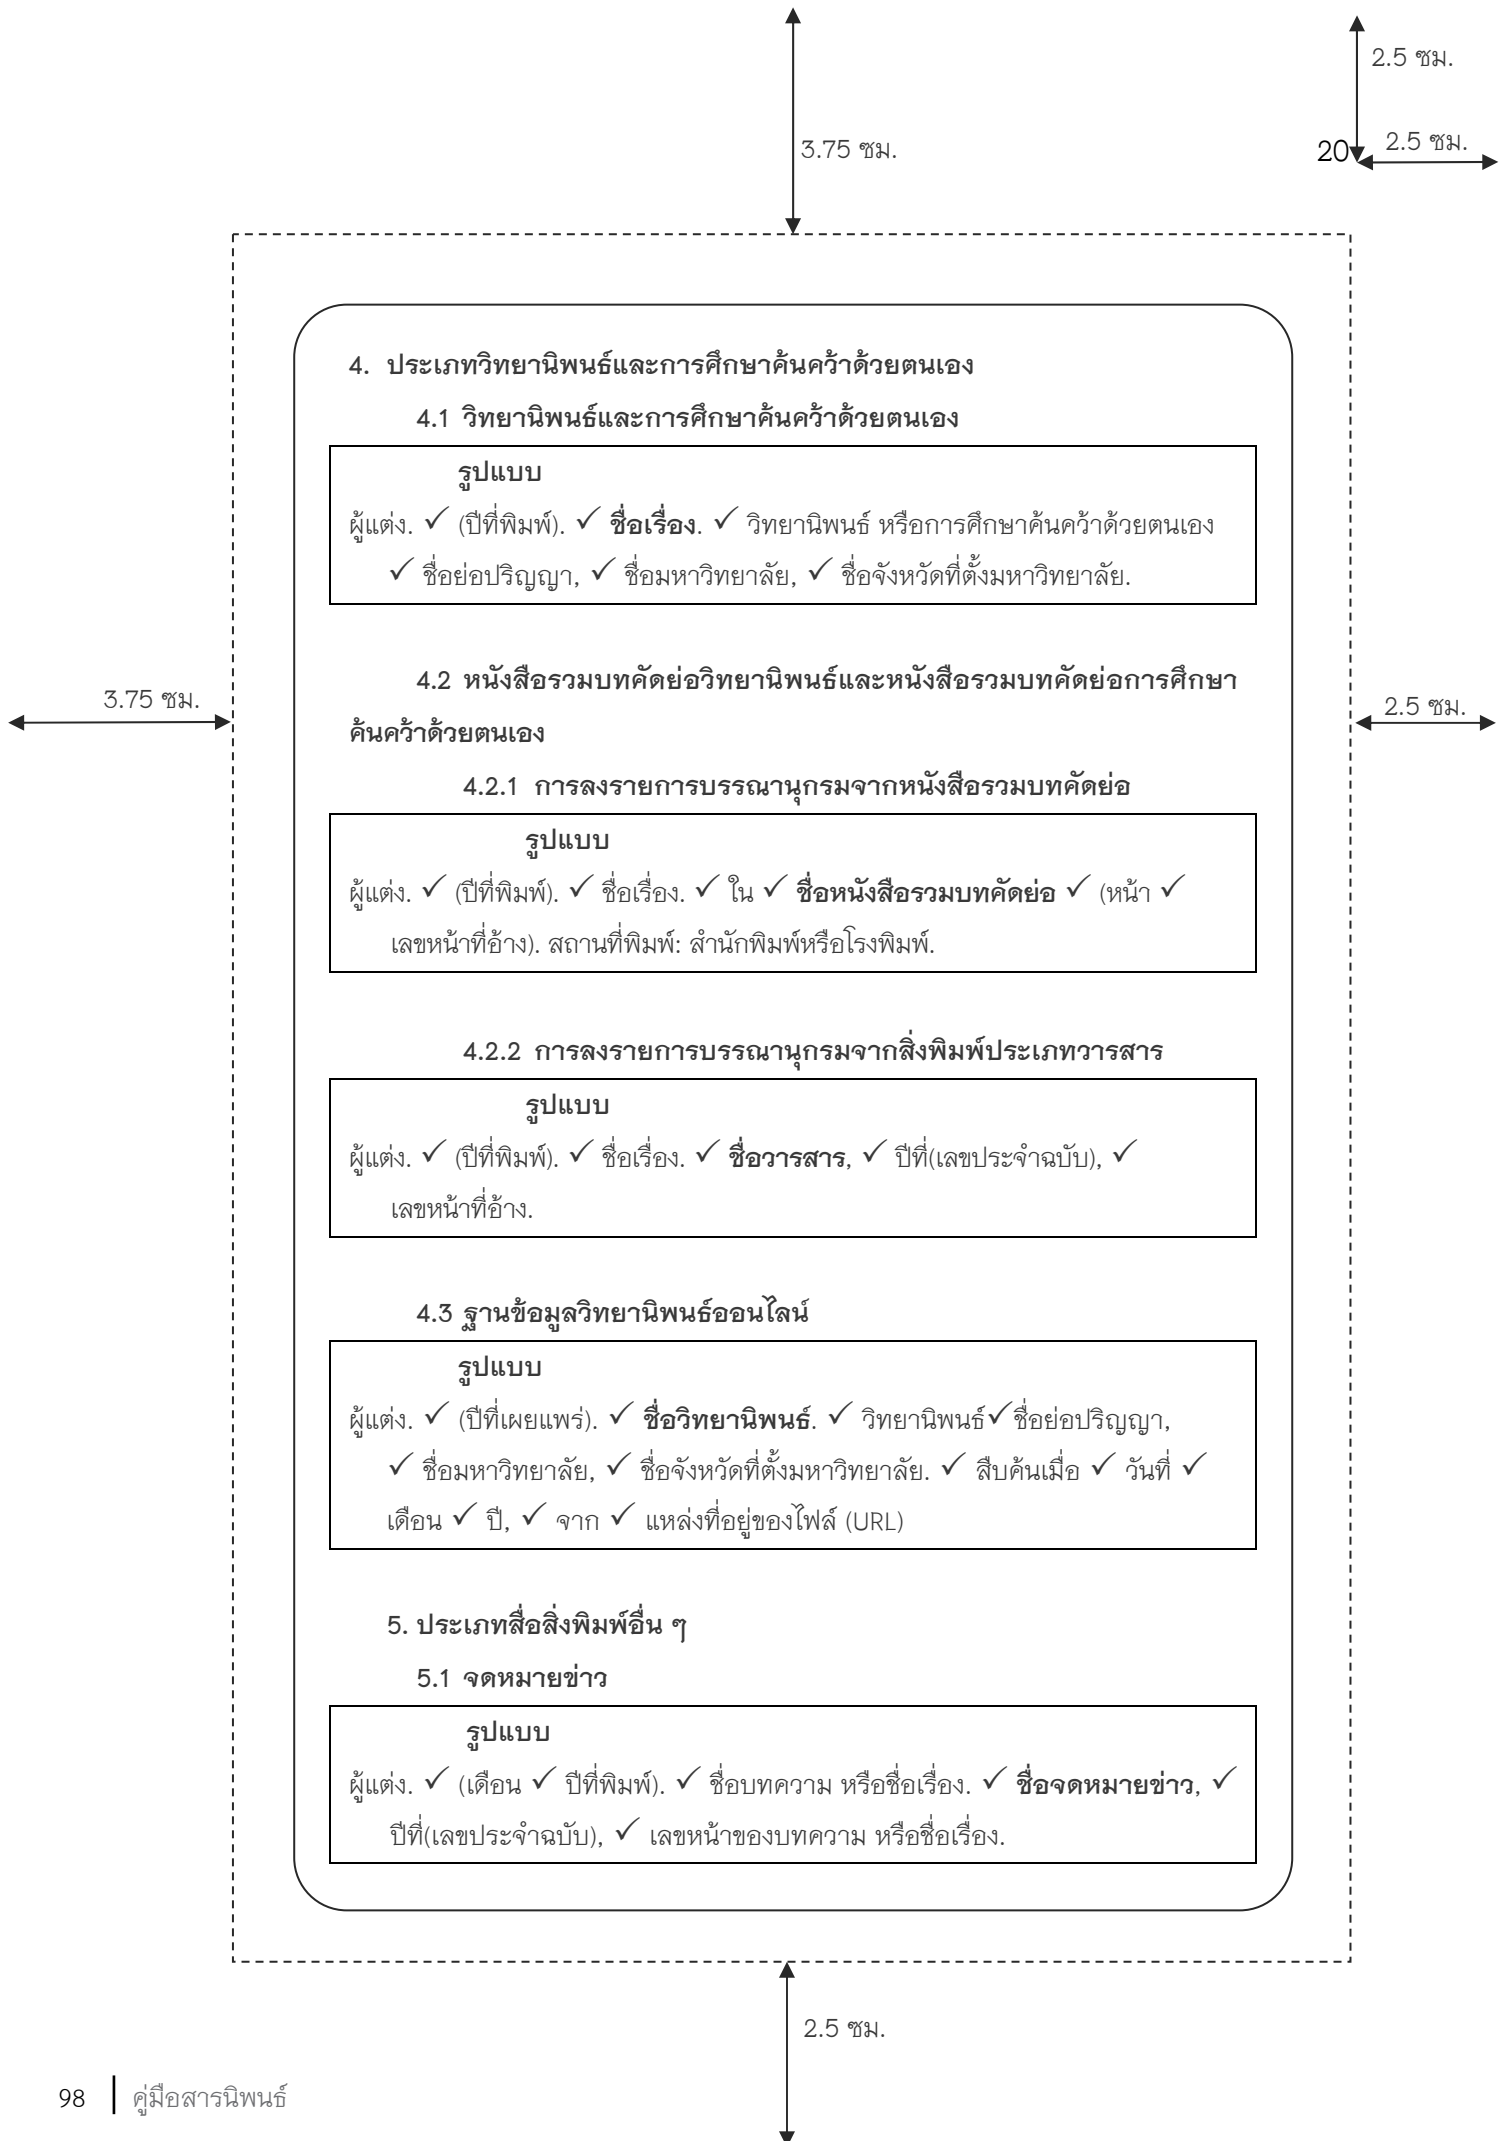 2.5 ซม.
3.75 ซม.
20
2.5 ซม.
4. ประเภทวิทยานิพนธ์และการศึกษาค้นคว้าด้วยตนเอง
4.1 วิทยานิพนธ์และการศึกษาค้นคว้าด้วยตนเอง
รูปแบบ
ผู้แต่ง. ✓ (ปีที่พิมพ์). ✓ ชื่อเรื่อง. ✓ วิทยานิพนธ์ หรือการศึกษาค้นคว้าด้วยตนเอง
✓ ชื่อย่อปริญญา, ✓ ชื่อมหาวิทยาลัย, ✓ ชื่อจังหวัดที่ตั้งมหาวิทยาลัย.
4.2 หนังสือรวมบทคัดย่อวิทยานิพนธ์และหนังสือรวมบทคัดย่อการศึกษา
3.75 ซม.
2.5 ซม.
ค้นคว้าด้วยตนเอง
4.2.1 การลงรายการบรรณานุกรมจากหนังสือรวมบทคัดย่อ
รูปแบบ
ผู้แต่ง. ✓ (ปีที่พิมพ์). ✓ ชื่อเรื่อง. ✓ ใน ✓ ชื่อหนังสือรวมบทคัดย่อ ✓ (หน้า ✓
เลขหน้าที่อ้าง). สถานที่พิมพ์: สำนักพิมพ์หรือโรงพิมพ์.
4.2.2 การลงรายการบรรณานุกรมจากสิ่งพิมพ์ประเภทวารสาร
รูปแบบ
ผู้แต่ง. ✓ (ปีที่พิมพ์). ✓ ชื่อเรื่อง. ✓ ชื่อวารสาร, ✓ ปีที่(เลขประจำฉบับ), ✓
เลขหน้าที่อ้าง.
4.3 ฐานข้อมูลวิทยานิพนธ์ออนไลน์
รูปแบบ
ผู้แต่ง. ✓ (ปีที่เผยแพร่). ✓ ชื่อวิทยานิพนธ์. ✓ วิทยานิพนธ์✓ชื่อย่อปริญญา,
✓ ชื่อมหาวิทยาลัย, ✓ ชื่อจังหวัดที่ตั้งมหาวิทยาลัย. ✓ สืบค้นเมื่อ ✓ วันที่ ✓
เดือน ✓ ปี, ✓ จาก ✓ แหล่งที่อยู่ของไฟล์ (URL)
5. ประเภทสื่อสิ่งพิมพ์อื่น ๆ
5.1 จดหมายข่าว
รูปแบบ
ผู้แต่ง. ✓ (เดือน ✓ ปีที่พิมพ์). ✓ ชื่อบทความ หรือชื่อเรื่อง. ✓ ชื่อจดหมายข่าว, ✓
ปีที่(เลขประจำฉบับ), ✓ เลขหน้าของบทความ หรือชื่อเรื่อง.
2.5 ซม.
98 | คู่มือสารนิพนธ์